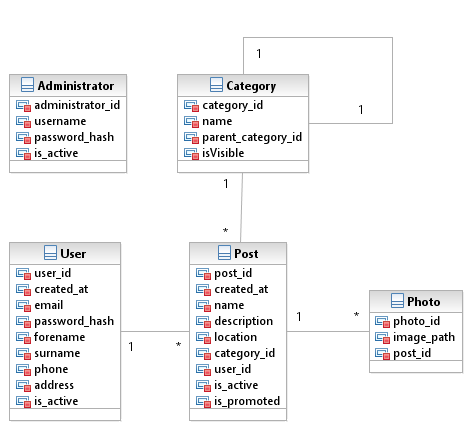 1
1
Administrator
administrator_id
username
password_hash
is_active
Category
category_id
name
parent_category_id
isVisible
1
*
User
user_id
created_at
email
password_hash
forename
surname
phone
address
is_active
1
*
Post
post_id
created_at
name
description
location
category_id
user_id
is_active
is_promoted
1
*
Photo
photo_id
image_path
post_id